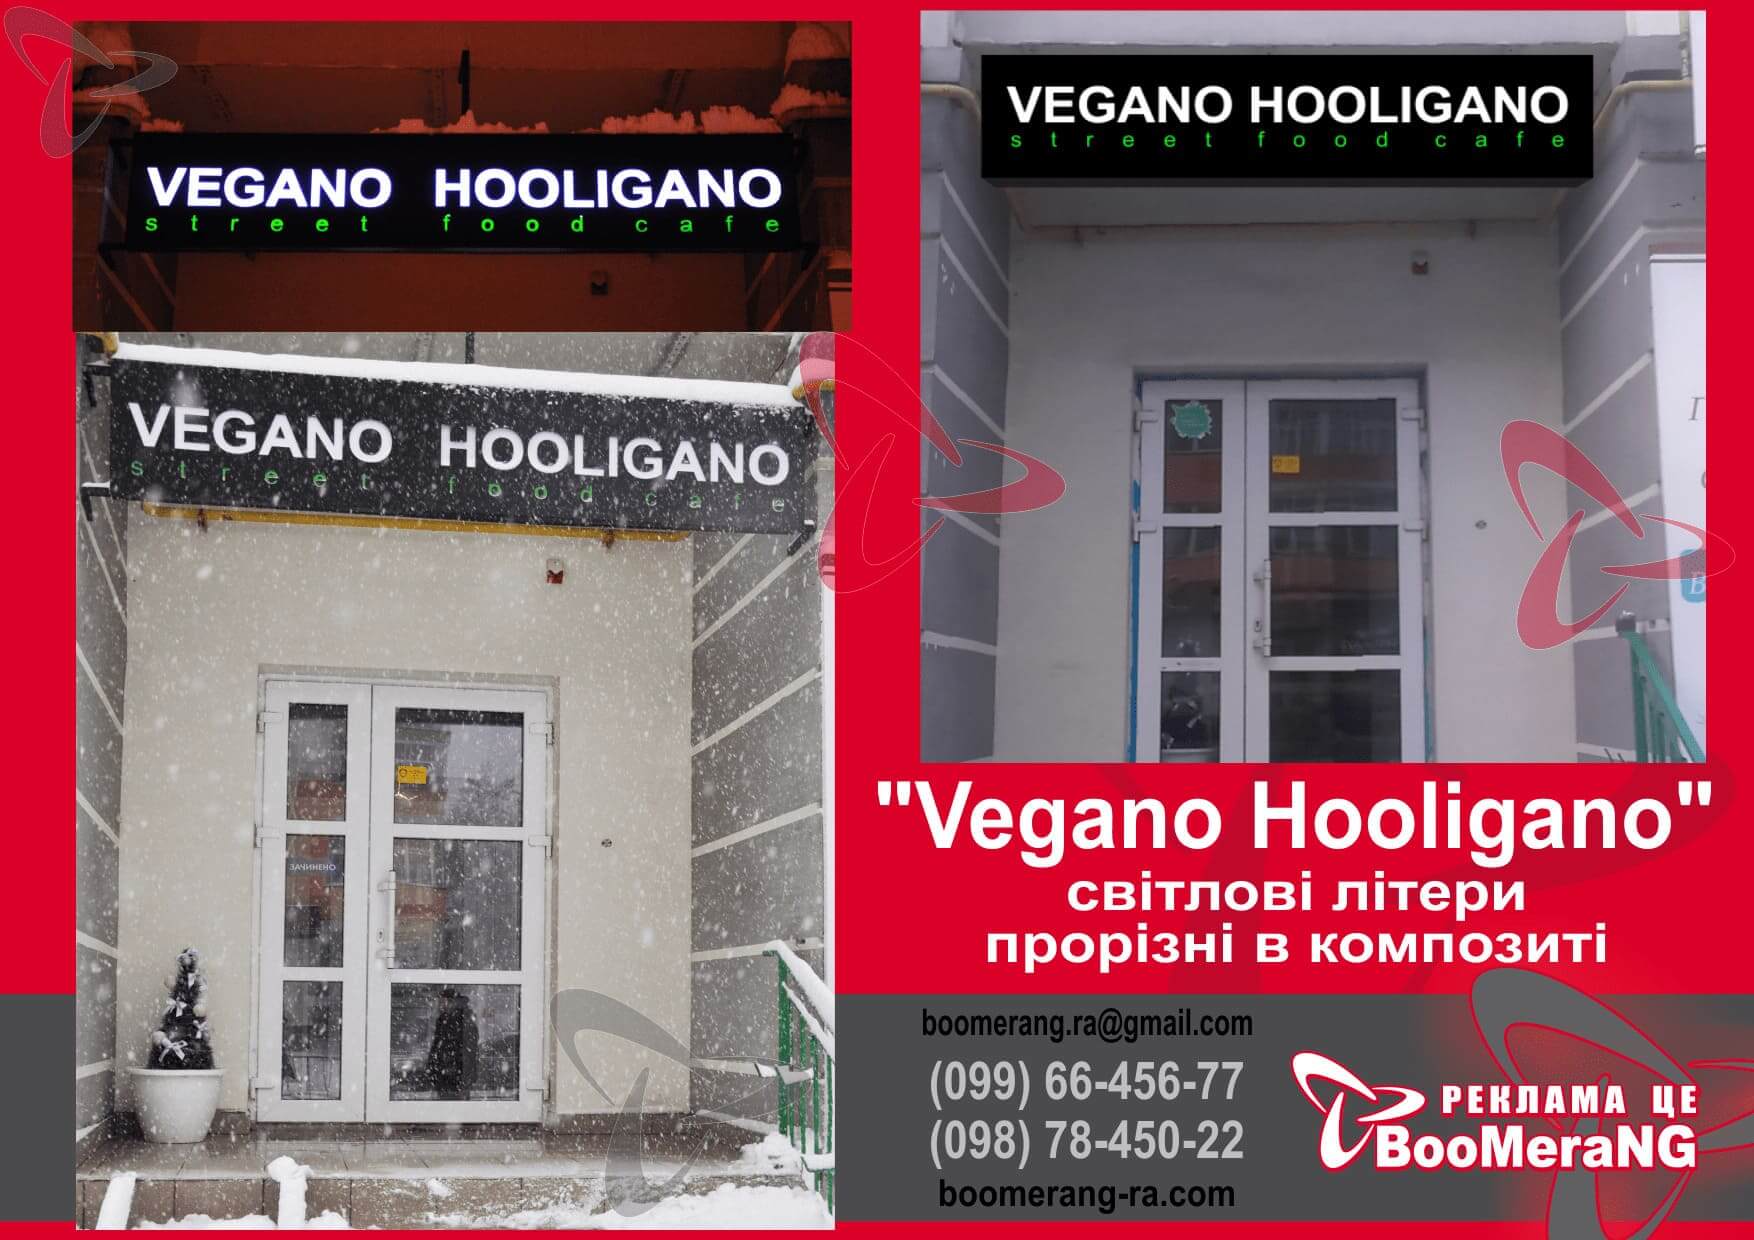 VEGANO HOOLIGANO
street food cafe
VEGANO HOOLIGANO
street food cafe
ЗАЧИНЕНО
VEGANO HOOLIGANO
street food cafe
"Vegano Hooligano"
світлові літери
прорізні в композиті
boomerang.ra@gmail.com
(099) 66-456-77
(098) 78-450-22
boomerang-ra.com
РЕКЛАМА ЦЕ
BooMeraNG